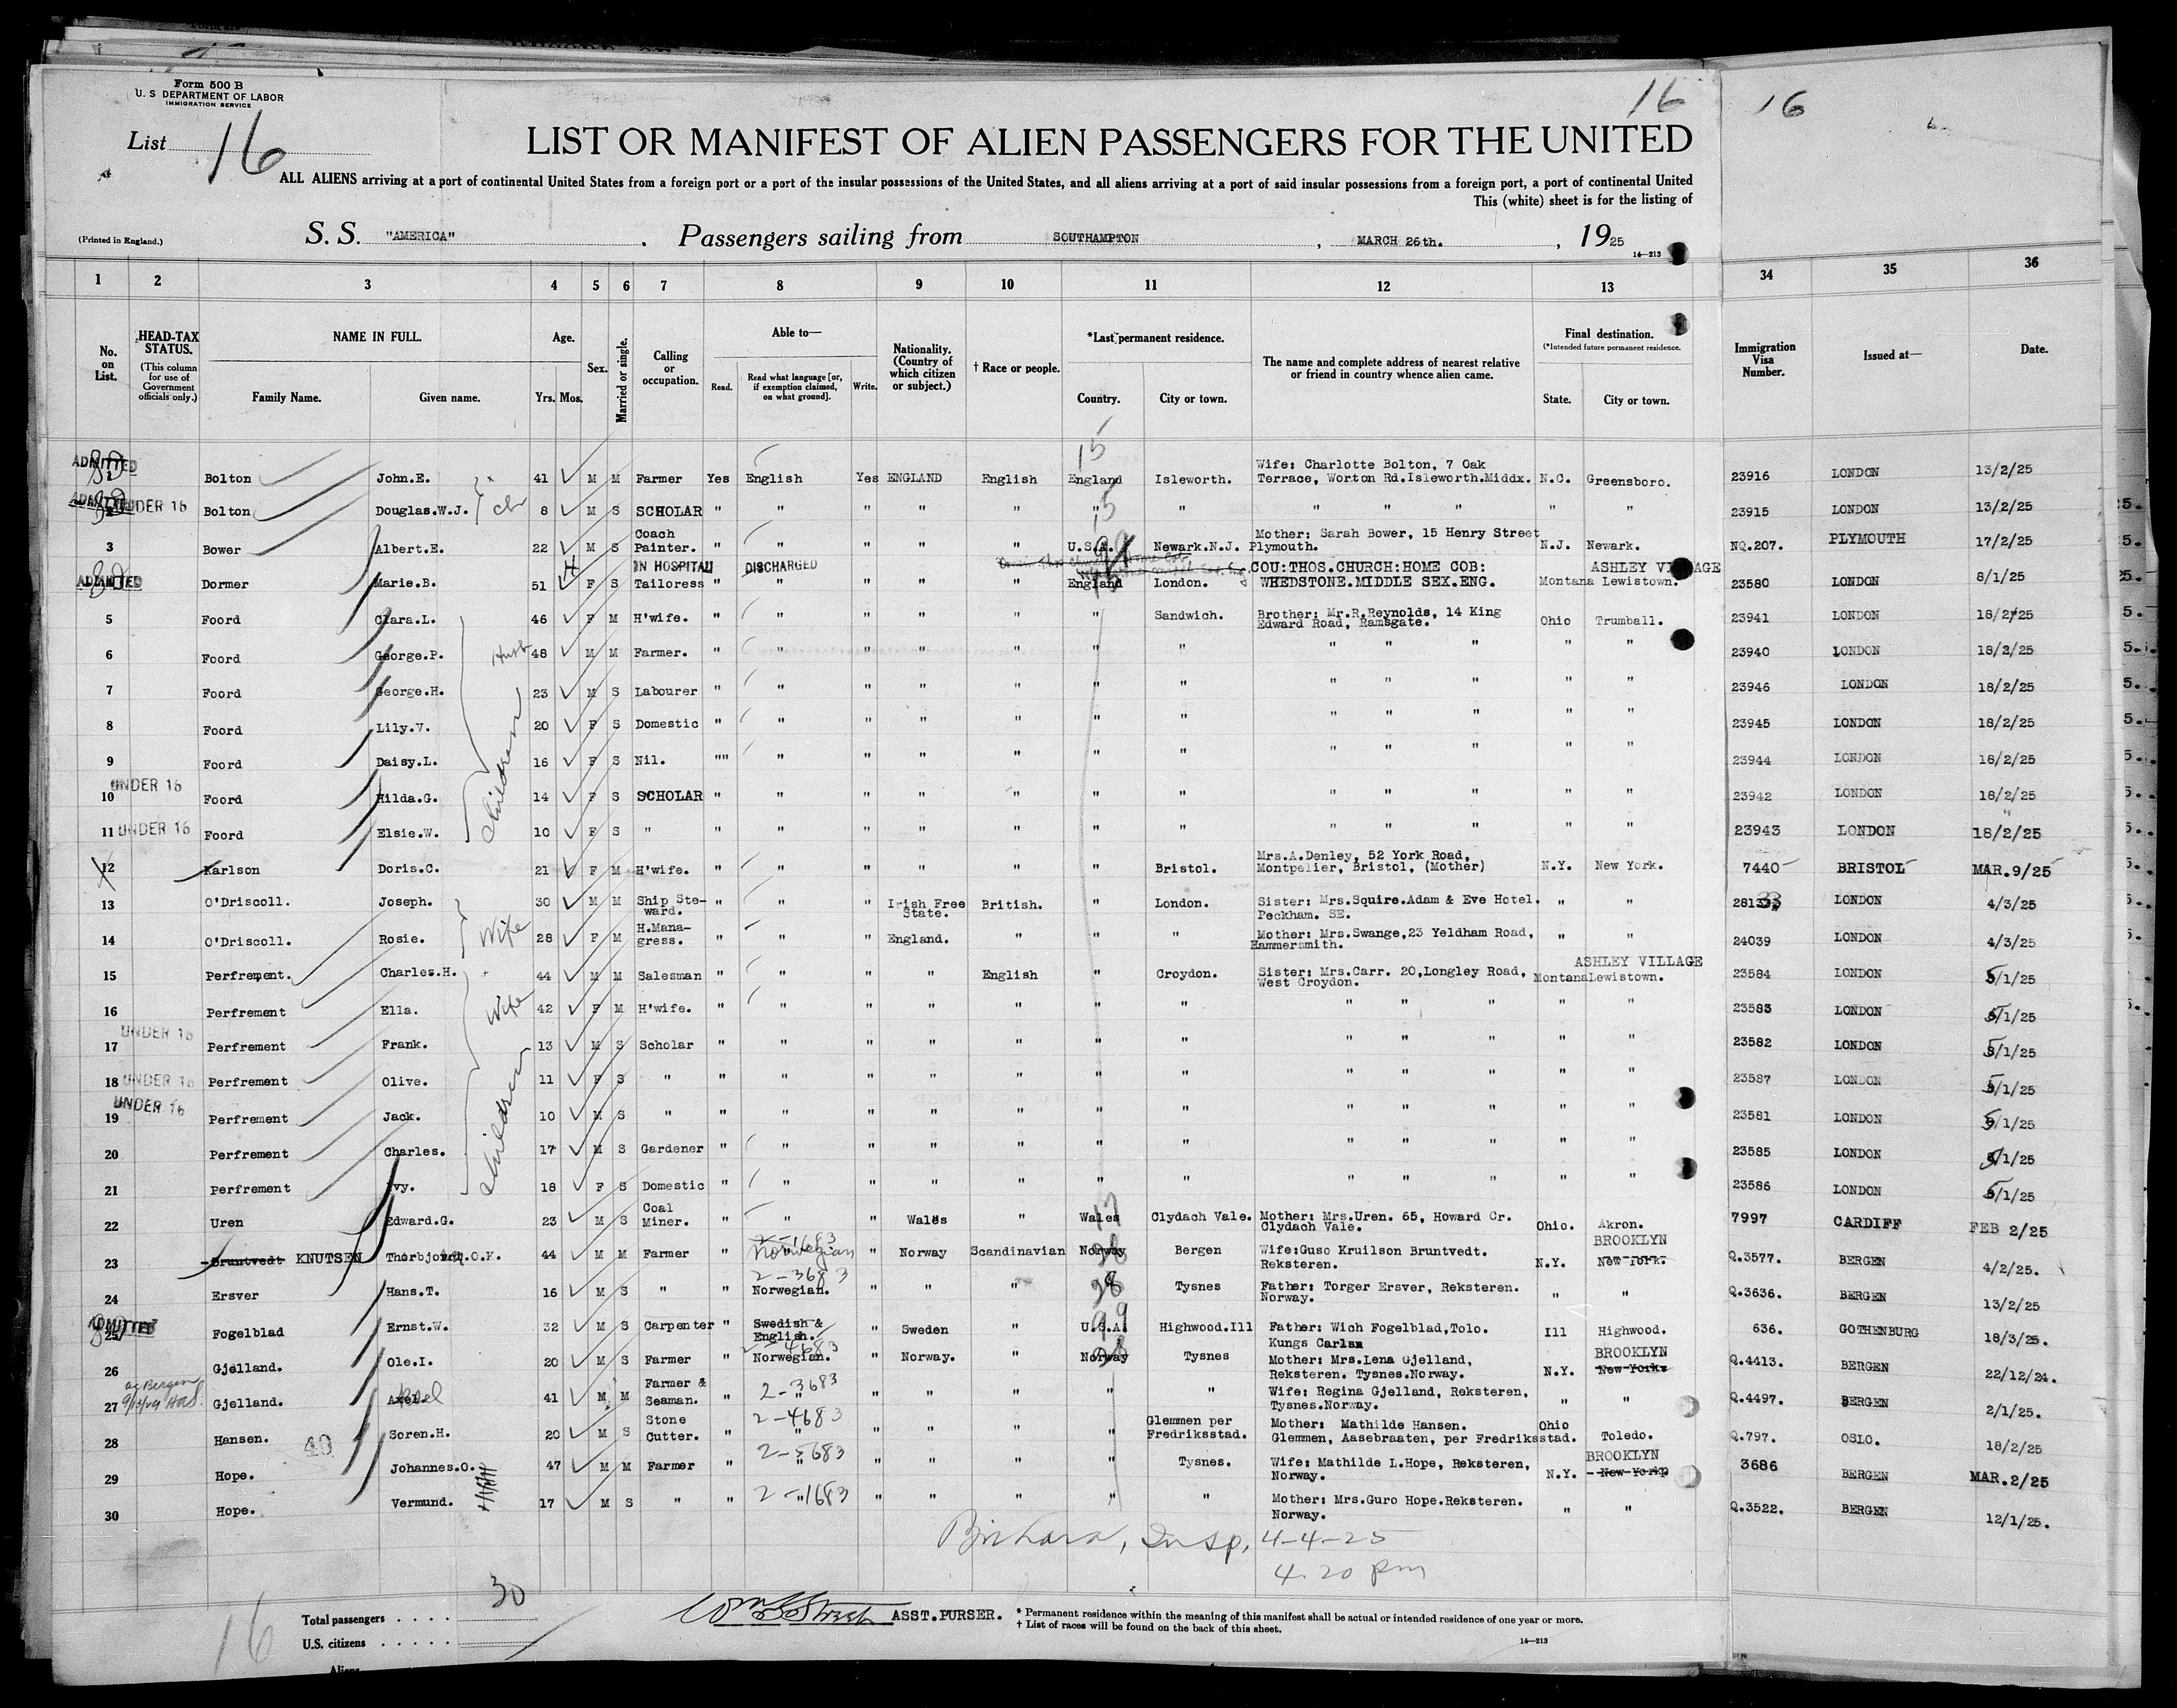 Form 500 B
U. S DEPARTMENT OF LABOR
IMMIGRATION SERVICE
16
16
List 16
LIST OR MANIFEST OF ALIEN PASSENGERS FOR THE UNITED
ALL ALIENS arriving at a port of continental United States from a foreign port or a port of the insular possessions of the United States, and all aliens arriving at a port of said insular possessions from a foreign port, a port of continental United
This (white) sheet is for the listing of
(Printed in England.) S. S. "AMERICA" . Passengers sailing from SOUTHAMPTON , MARCH 26th. , 1925
14—213
1 2 3 4 5 6 7 8 9 10 11 12 13 34 35 36
No. on List. HEAD-TAX STATUS. (This column for use of Government officials only.) NAME IN FULL. Family Name. Given name. Age. Yrs. Mos. Sex. Married or single. Calling or occupation. Able to— Read. Read what language [or, if exemption claimed, on what ground]. Write. Nationality. (Country of which citizen or subject.) † Race or people. *Last permanent residence. Country. City or town. The name and complete address of nearest relative or friend in country whence alien came. Final destination. (*Intended future permanent residence. State. City or town. Immigration Visa Number. Issued at— Date.
ADMITTED 1 Bolton John.E. 41 M M Farmer Yes English Yes ENGLAND English England Isleworth. Wife: Charlotte Bolton, 7 Oak Terrace, Worton Rd.Isleworth.Middx. N.C. Greensboro. 23916 LONDON 13/2/25
ADMITTED UNDER 16 2 Bolton Douglas.W.J. 8 M S SCHOLAR " " " " " " " " " " " " 23915 LONDON 13/2/25
3 Bower Albert.E. 22 M S Coach Painter. " " " " " U.S.A. Newark.N.J. Mother: Sarah Bower, 15 Henry Street Plymouth. N.J. Newark. NQ.207. PLYMOUTH 17/2/25
IN HOSPITAL DISCHARGED
ADMITTED Dormer Marie.B. 51 F S Tailoress " " " " " England London. COU:THOS.CHURCH:HOME COB: WHEDSTONE.MIDDLE SEX.ENG. Montana ASHLEY VILLAGE Lewistown. 23580 LONDON 8/1/25
5 Foord Clara.L. 46 F M H'wife. " " " " " " Sandwich. Brother: Mr.R.Reynolds, 14 King Edward Road, Ramsgate. Ohio Trumball. 23941 LONDON 18/2/25
6 Foord George.P. Husb 48 M M Farmer. " " " " " " " " " " " " 23940 LONDON 18/2/25
7 Foord George.H. 23 M S Labourer " " " " " " " " " " " " 23946 LONDON 18/2/25
8 Foord Lily.V. 20 F S Domestic " " " " " " " " " " " " 23945 LONDON 18/2/25
9 Foord Daisy.L. Children 16 F S Nil. "" " " " " " " " " " " " 23944 LONDON 18/2/25
UNDER 16 10 Foord Hilda.G. 14 F S SCHOLAR " " " " " " " " " " " " 23942 LONDON 18/2/25
11 UNDER 16 Foord Elsie.W. 10 F S " " " " " " " " " " " " " 23943 LONDON 18/2/25
12 Karlson Doris.C. 21 F M H'wife. " " " " " " Bristol. Mrs.A.Denley, 52 York Road, Montpelier, Bristol, (Mother) N.Y. New York. 7440 BRISTOL MAR.9/25
13 O'Driscoll. Joseph. 30 M M Ship Ste-ward. " " " Irish Free State. British. " London. Sister: Mrs.Squire.Adam & Eve Hotel. Peckham. SE. " " LONDON 4/3/25
14 O'Driscoll. Rosie. Wife 28 F M H.Mana-gress. " " " England. " " " Mother: Mrs.Swange,23 Yeldham Road, Hammersmith. " " 24039 LONDON 4/3/25
15 Perfrement. Charles.H. 44 M M Salesman " " " " English " Croydon. Sister: Mrs.Carr. 20,Longley Road, West Croydon. Montana ASHLEY VILLAGE Lewistown. 23584 LONDON 5/1/25
16 Perfrement Ella. Wife 42 F M H'wife. " " " " " " " " " " " " 23583 LONDON 5/1/25
UNDER 16 17 Perfrement Frank. 13 M S Scholar " " " " " " " " " " " " 23582 LONDON 5/1/25
18 UNDER 16 Perfrement Olive. Children 11 F S " " " " " " " " " " " " " 23587 LONDON 5/1/25
UNDER 16 19 Perfrement Jack. 10 M S " " " " " " " " " " " " " 23581 LONDON 5/1/25
20 Perfrement Charles. 17 M S Gardener " " " " " " " " " " " " 23585 LONDON 5/1/25
21 Perfrement Ivy. 18 F S Domestic " " " " " " " " " " " " 23586 LONDON 5/1/25
22 Uren Edward.G. 23 M S Coal Miner. " " " Wales " Wales Clydach Vale. Mother: Mrs.Uren. 65, Howard Cr. Clydach Vale. Ohio. Akron. 7997 CARDIFF FEB 2/25
23 Bruntvedt KNUTSEN 44 M M Farmer " 2-1683 Norwegian " Norway Scandinavian Norway Bergen Wife:Guso Kruilson Bruntvedt. Reksteren. N.Y. BROOKLYN New York. Q.3577. BERGEN 4/2/25.
24 Ersver Hans.T. 16 M S " " 2-3683 Norwegian. " " " 28 Tysnes Father: Torger Ersver, Reksteren. Norway. " " Q.3636. BERGEN 13/2/25
ADMITTED 25 Fogelblad Ernst.W. 32 M S Carpenter " Swedish & English. " Sweden " U.S.A. 99 Highwood.Ill Father: Wich Fogelblad,Tolo. Kungs Carlan Ill Highwood. 636. GOTHENBURG 18/3/25.
26 Gjelland. Ole.I. 20 M S Farmer " 2-4683 Norwegian. " Norway. " Norway Tysnes Mother: Mrs.Lena Gjelland, Reksteren. Tysnes.Norway. N.Y. BROOKLYN New York. Q.4413. BERGEN 22/12/24.
27 Gjelland. Axel. 41 M M Farmer & Seaman. " 2-3683 " " " " " " Wife: Regina Gjelland, Reksteren, Tysnes.Norway. " " Q.4497. BERGEN 2/1/25.
28 Hansen. 40 Soren.H. 20 M S Stone Cutter. " 2-4683 " " " " " Glemmen per Fredriksstad. Mother: Mathilde Hansen. Glemmen, Aasebraaten, per Fredriksstad. Ohio Toledo. Q.797. OSLO. 18/2/25
29 Hope. Johannes.O. 47 M M Farmer " 2-5683 " " " " " Tysnes. Wife: Mathilde L.Hope, Reksteren, Norway. N.Y. BROOKLYN New York 3686 BERGEN MAR.2/25
30 Hope. Vermund. 17 M S " " 2-1683 " " " " " " Mother: Mrs.Guro Hope.Reksteren. Norway. " " Q.3522. BERGEN 12/1/25.
Insp, 4-4-25
4.20 pm
16
Total passengers . . . . 30
U.S. citizens . . . . .
Aliens
ASST.PURSER.
* Permanent residence within the meaning of this manifest shall be actual or intended residence of one year or more.
† List of races will be found on the back of this sheet.
14—213